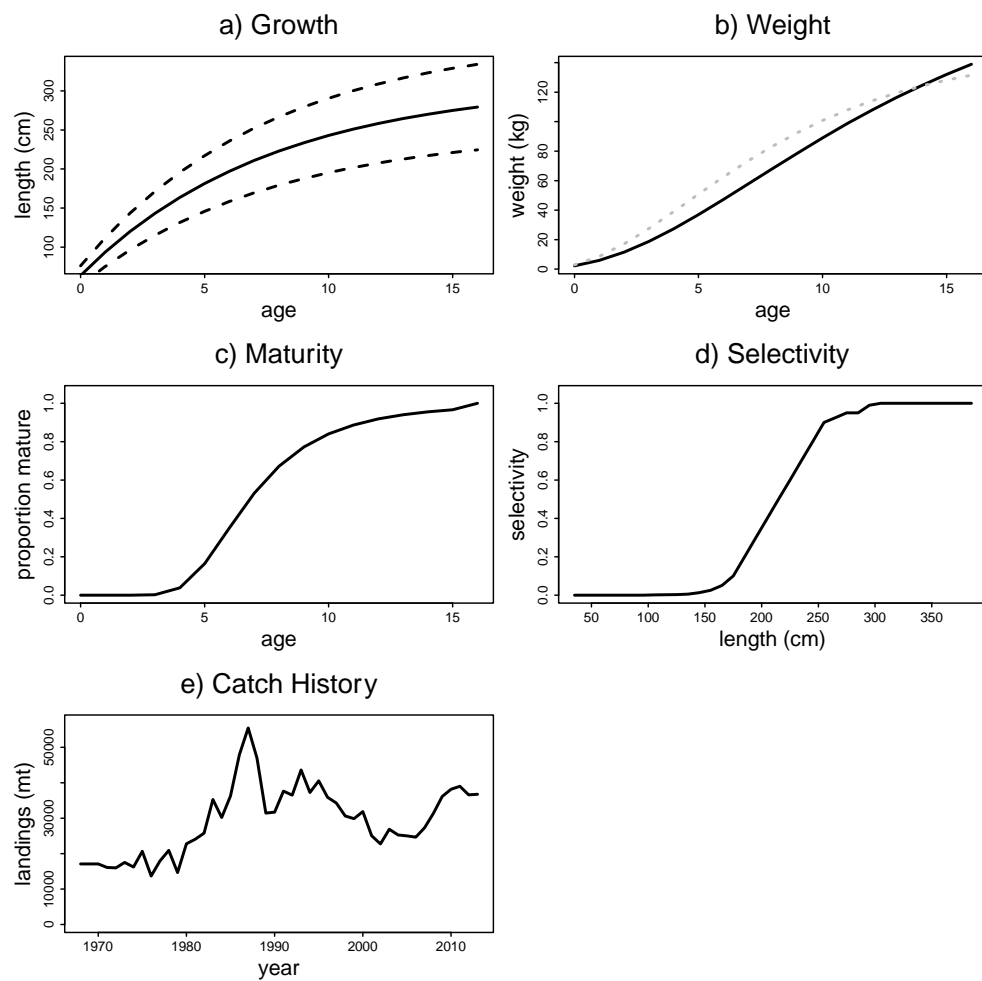 a) Growth
length (cm)
100 150 200 250 300
0 5 10 15
age
b) Weight
weight (kg)
0 20 40 60 80 120
0 5 10 15
age
c) Maturity
proportion mature
0.0 0.2 0.4 0.6 0.8 1.0
0 5 10 15
age
d) Selectivity
selectivity
0.0 0.2 0.4 0.6 0.8 1.0
50 100 150 200 250 300 350
length (cm)
e) Catch History
landings (mt)
0 10000 30000 50000
1970 1980 1990 2000 2010
year